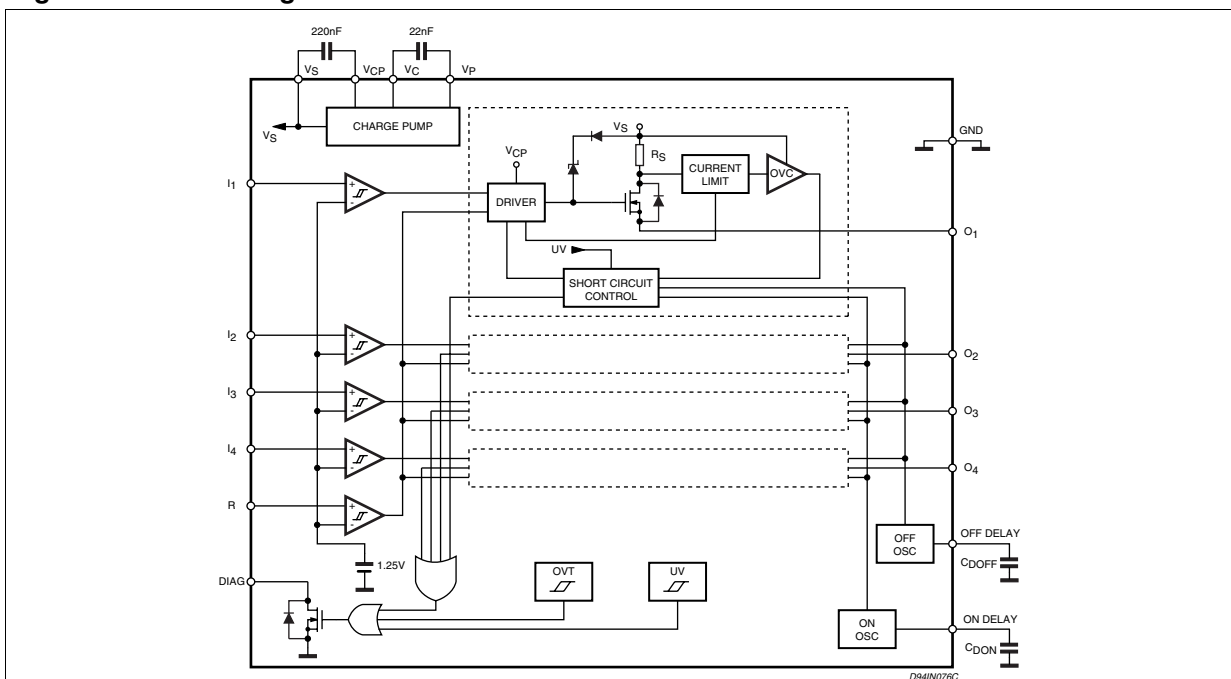 220nF 22nF
VS VCP VC VP
CHARGE PUMP
VS
GND
VS
RS
VCP
CURRENT
LIMIT
OVC
I1
+
-
DRIVER
O1
UV
SHORT CIRCUIT
CONTROL
I2
+
-
O2
I3
+
-
O3
I4
+
-
O4
R
+
-
OFF
OSC
OFF DELAY
CDOFF
1.25V
DIAG
OVT
UV
ON
OSC
ON DELAY
CDON
D94IN076C